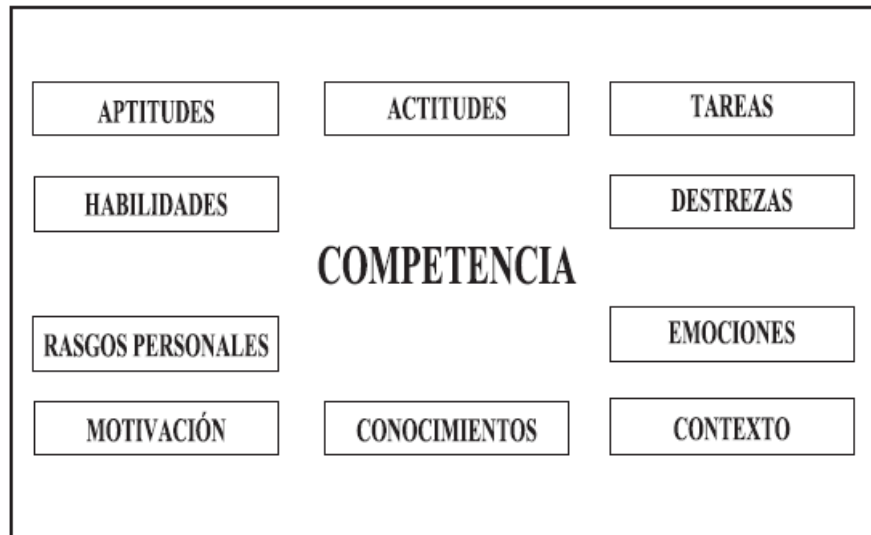 APTITUDES
ACTITUDES
TAREAS
HABILIDADES
DESTREZAS
COMPETENCIA
RASGOS PERSONALES
EMOCIONES
MOTIVACIÓN
CONOCIMIENTOS
CONTEXTO